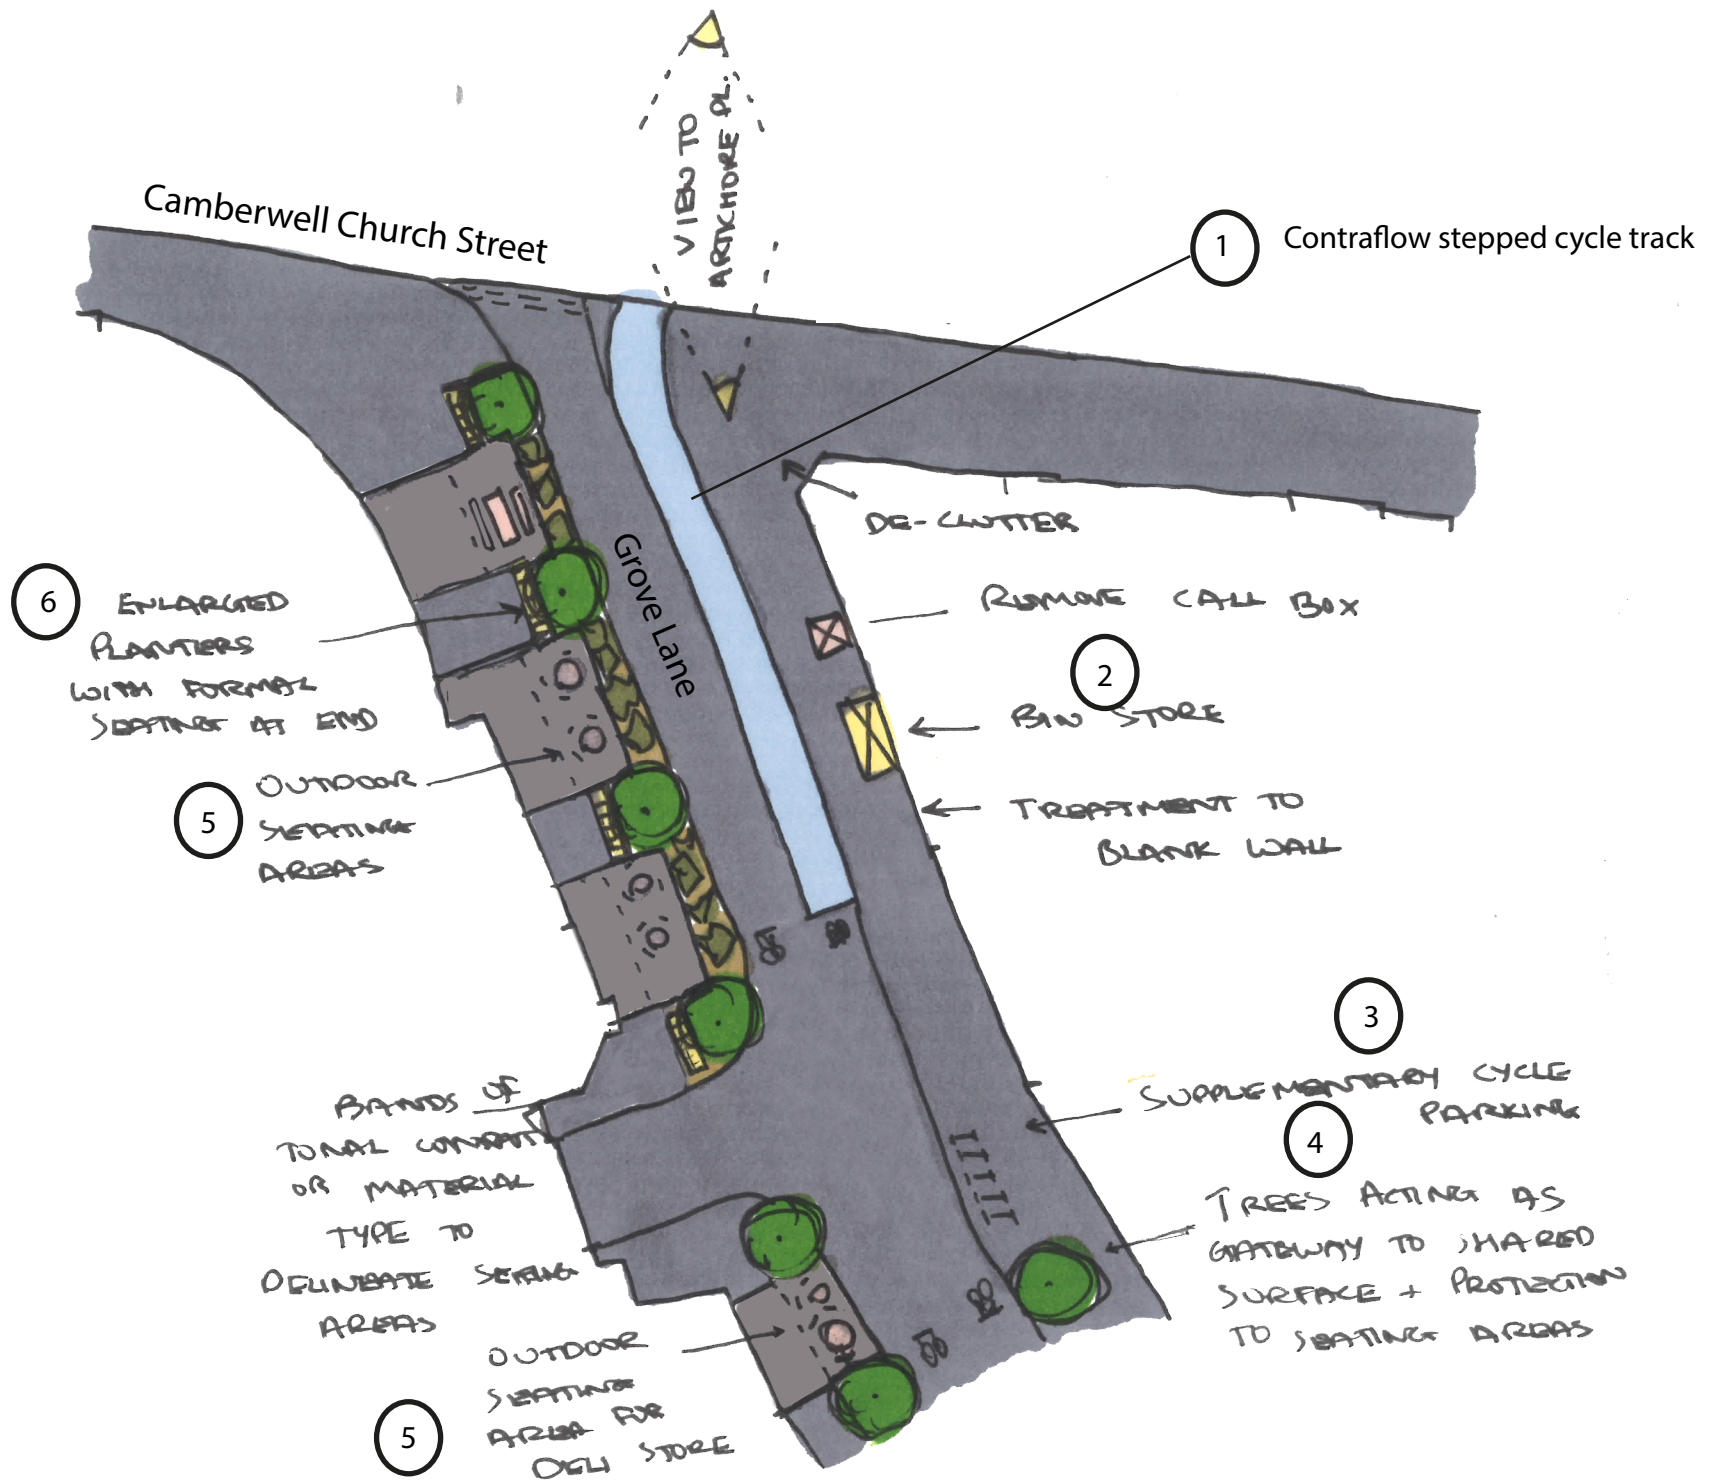 VIEW TO
ARTICHOKE PL.
Camberwell Church Street
1
Contraflow stepped cycle track
DE-CLUTTER
Grove Lane
REMOVE CALL BOX
2
BIN STORE
TREATMENT TO
BLANK WALL
6
ENLARGED
PLANTERS
WITH FORMAL
SEATING AT END
5
OUTDOOR
SEATING
AREAS
3
SUPPLEMENTARY CYCLE
PARKING
4
TREES ACTING AS
GATEWAY TO SHARED
SURFACE + PROTECTION
TO SEATING AREAS
BANDS OF
TONAL CONTRAST
OR MATERIAL
TYPE TO
DELINEATE SEATING
AREAS
5
OUTDOOR
SEATING
AREA FOR
DELI STORE